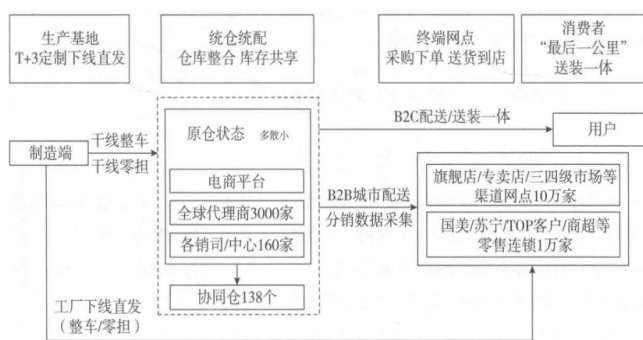 生产基地
T+3定制下线直发
统仓统配
仓库整合 库存共享
终端网点
采购下单 送货到店
消费者
“最后一公里”
送装一体
制造端
干线整车
干线零担
原仓状态 多散小
电商平台
全球代理商3000家
各销司/中心160家
协同仓138个
B2C配送/送装一体
用户
B2B城市配送
分销数据采集
旗舰店/专卖店/三四级市场等
渠道网点10万家
国美/苏宁/TOP客户/商超等
零售连锁1万家
工厂下线直发
（整车/零担）